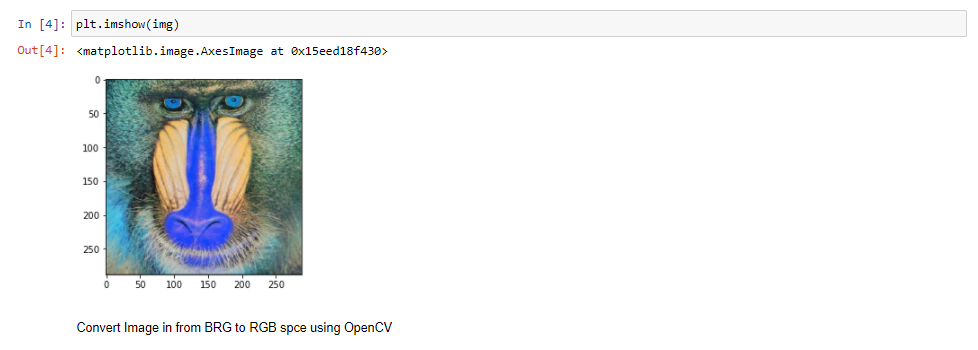 In [4]: plt.imshow(img)
Out[4]: <matplotlib.image.AxesImage at 0x15eed18f430>
0
50
100
150
200
250
0 50 100 150 200 250
Convert Image in from BRG to RGB spce using OpenCV